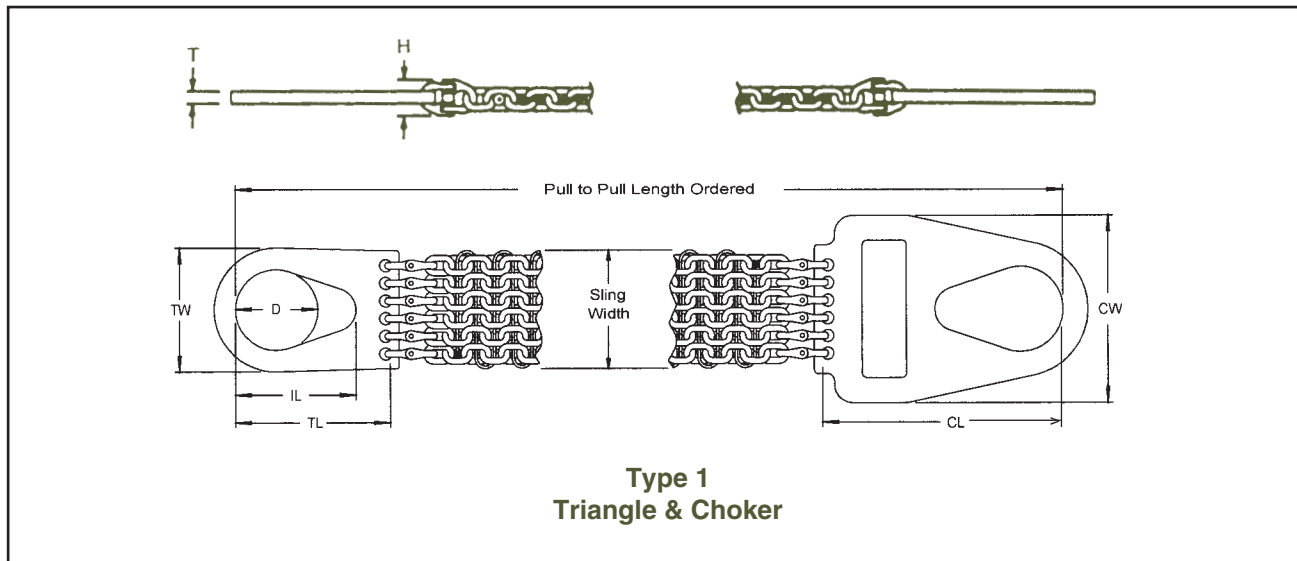 T
H
Pull to Pull Length Ordered
TW
D
Sling
Width
CW
IL
TL
CL
Type 1
Triangle & Choker